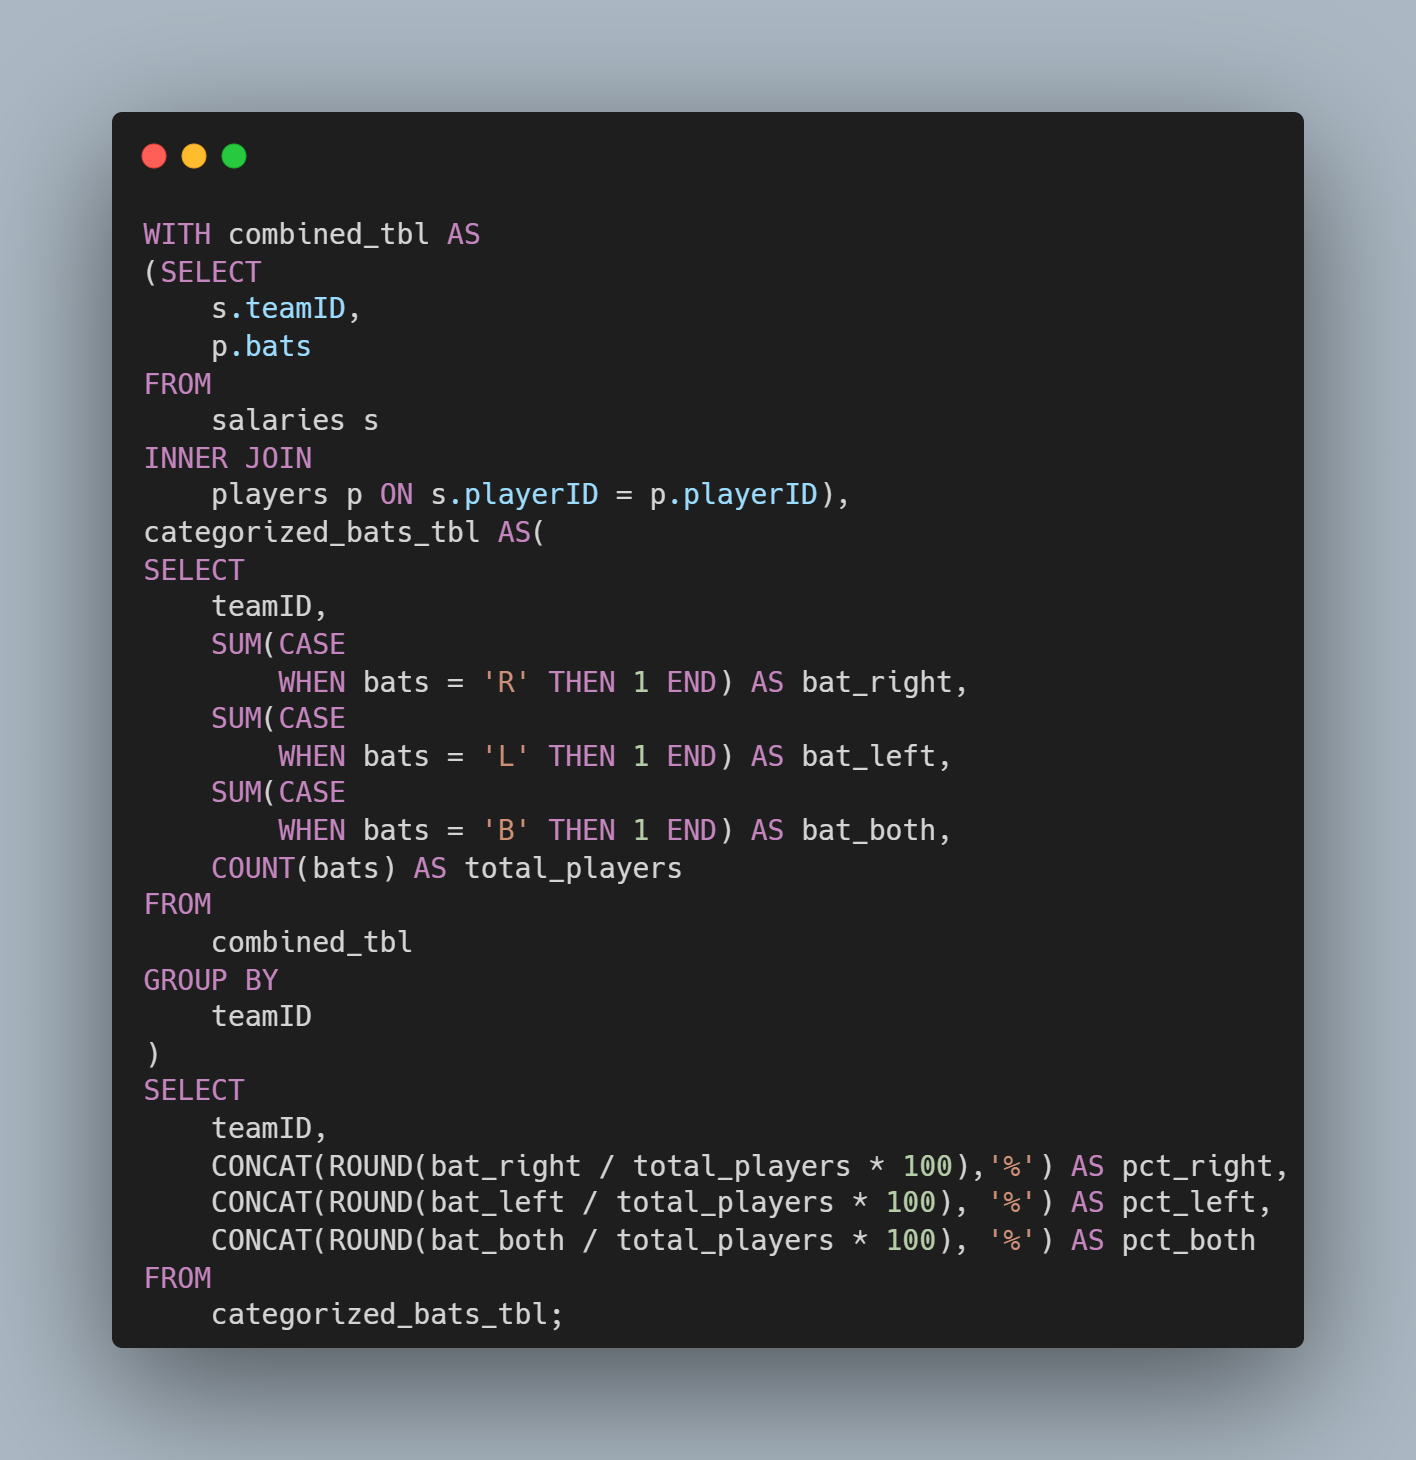 WITH combined_tbl AS
(SELECT
    s.teamID,
    p.bats
FROM
    salaries s
INNER JOIN
    players p ON s.playerID = p.playerID),
categorized_bats_tbl AS(
SELECT
    teamID,
    SUM(CASE
        WHEN bats = 'R' THEN 1 END) AS bat_right,
    SUM(CASE
        WHEN bats = 'L' THEN 1 END) AS bat_left,
    SUM(CASE
        WHEN bats = 'B' THEN 1 END) AS bat_both,
    COUNT(bats) AS total_players
FROM
    combined_tbl
GROUP BY
    teamID
)
SELECT
    teamID,
    CONCAT(ROUND(bat_right / total_players * 100),'%') AS pct_right,
    CONCAT(ROUND(bat_left / total_players * 100), '%') AS pct_left,
    CONCAT(ROUND(bat_both / total_players * 100), '%') AS pct_both
FROM
    categorized_bats_tbl;